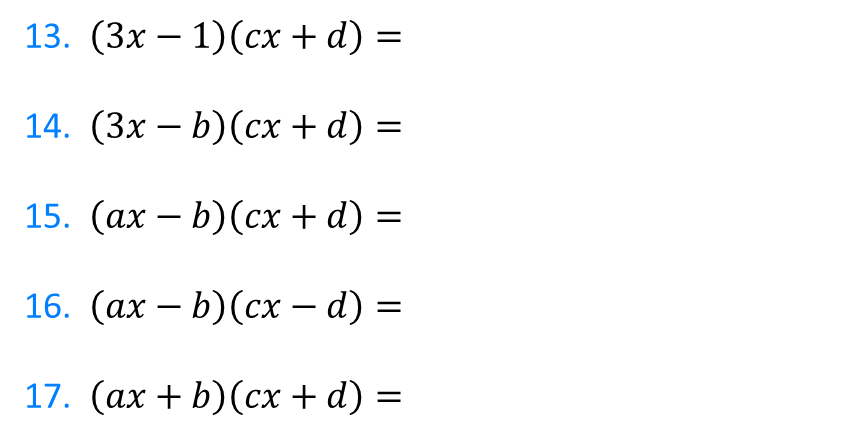 13. (3x − 1)(cx + d) =
14. (3x − b)(cx + d) =
15. (ax − b)(cx + d) =
16. (ax − b)(cx − d) =
17. (ax + b)(cx + d) =